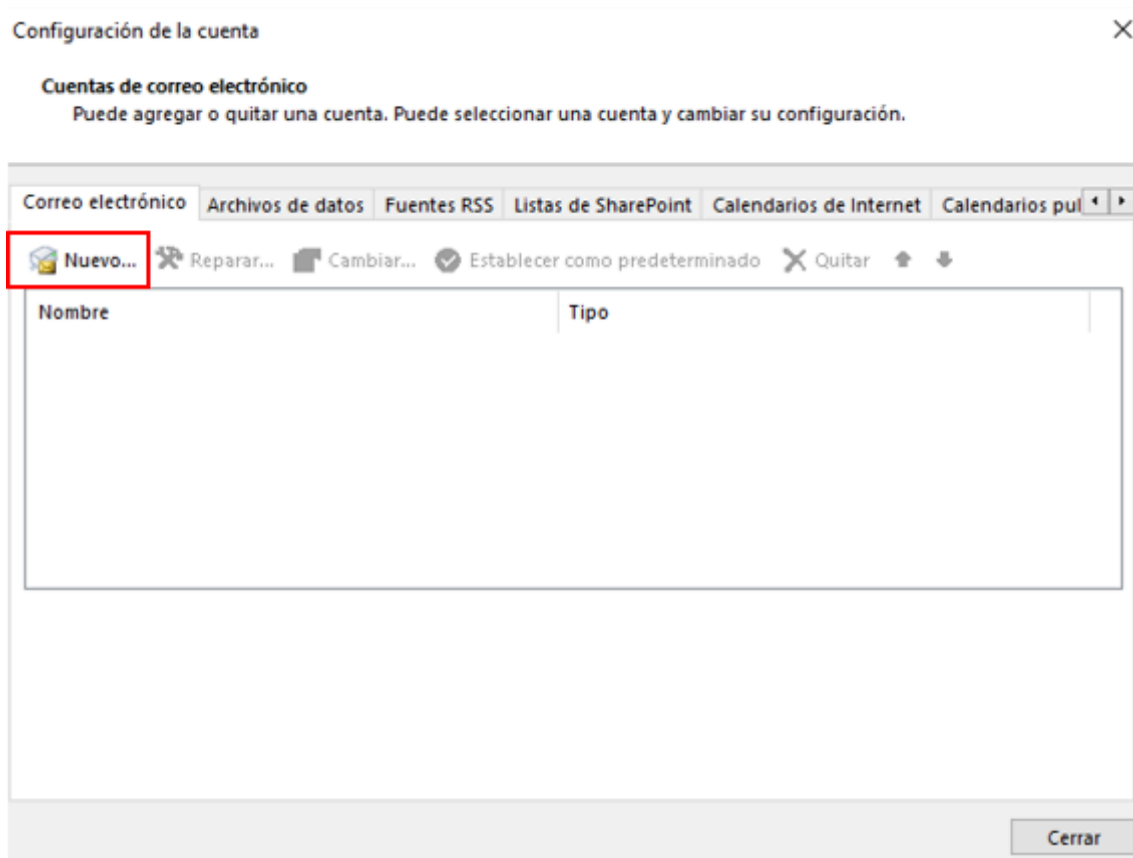 Configuración de la cuenta
Cuentas de correo electrónico
Puede agregar o quitar una cuenta. Puede seleccionar una cuenta y cambiar su configuración.
Correo electrónico Archivos de datos Fuentes RSS Listas de SharePoint Calendarios de Internet Calendarios pul
Nuevo... Reparar... Cambiar... Establecer como predeterminado Quitar
Nombre Tipo
Cerrar